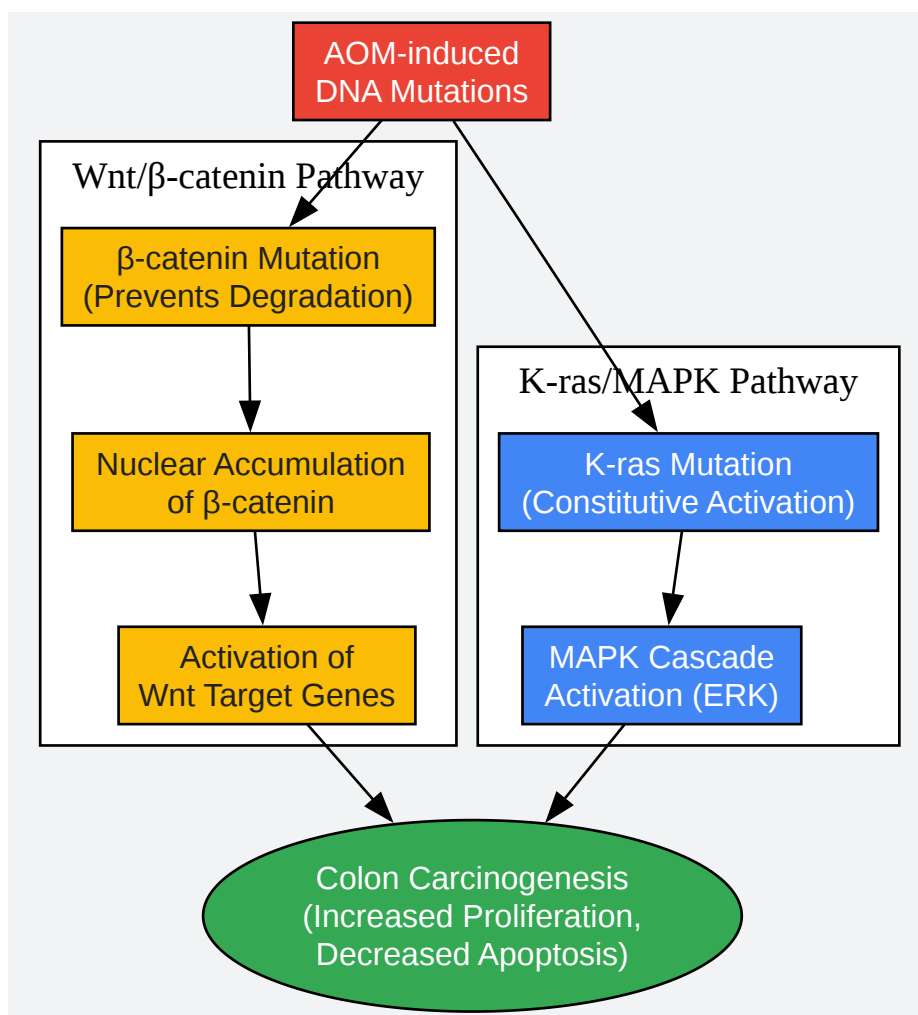 AOM-induced
DNA Mutations
Wnt/β-catenin Pathway
β-catenin Mutation
(Prevents Degradation)
Nuclear Accumulation
of β-catenin
Activation of
Wnt Target Genes
K-ras/MAPK Pathway
K-ras Mutation
(Constitutive Activation)
MAPK Cascade
Activation (ERK)
Colon Carcinogenesis
(Increased Proliferation,
Decreased Apoptosis)